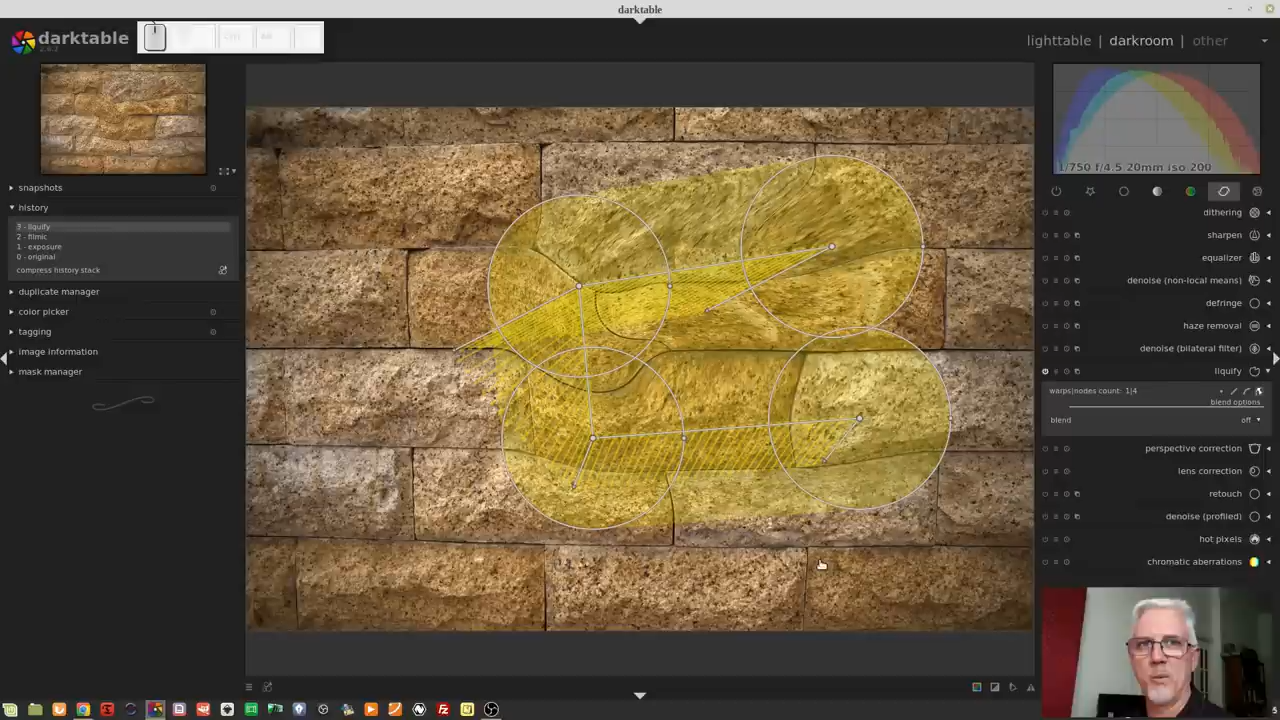 darktable
darktable
lighttable | darkroom | other
1/750 f/4.5 20mm iso 200
snapshots
history
3 - liquify
2 - filmic
1 - exposure
0 - original
compress history stack
duplicate manager
color picker
tagging
image information
mask manager
dithering
sharpen
equalizer
denoise (non-local means)
defringe
haze removal
denoise (bilateral filter)
liquify
warps|nodes count: 1|4
blend options
blend off
perspective correction
lens correction
retouch
denoise (profiled)
hot pixels
chromatic aberrations